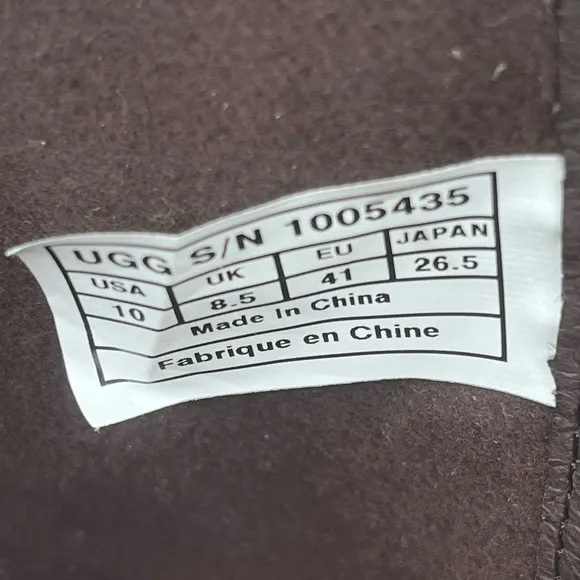 UGG S/N 1005435
USA UK EU JAPAN
10 8.5 41 26.5
Made In China
Fabrique en Chine